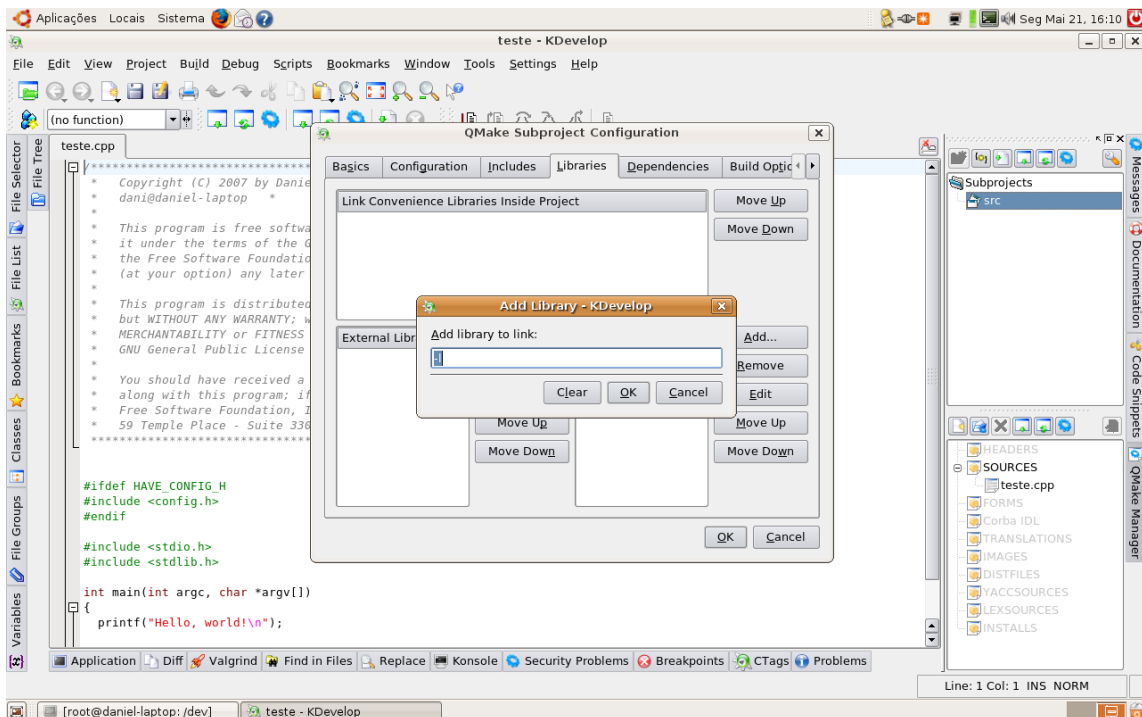 Aplicações Locais Sistema
Seg Mai 21, 16:10
teste - KDevelop
File Edit View Project Build Debug Scripts Bookmarks Window Tools Settings Help
(no function)
File Selector
File List
Bookmarks
Classes
File Groups
Variables
File Tree
teste.cpp
/*********************************
* Copyright (C) 2007 by Danie
* dani@daniel-laptop *
*
* This program is free softwa
* it under the terms of the G
* the Free Software Foundatio
* (at your option) any later
*
* This program is distributed
* but WITHOUT ANY WARRANTY; w
* MERCHANTABILITY or FITNESS
* GNU General Public License
*
* You should have received a
* along with this program; if
* Free Software Foundation, I
* 59 Temple Place - Suite 330
*********************************
#ifdef HAVE_CONFIG_H
#include <config.h>
#endif
#include <stdio.h>
#include <stdlib.h>
int main(int argc, char *argv[])
{
printf("Hello, world!\n");
QMake Subproject Configuration
Basics Configuration Includes Libraries Dependencies Build Optic
Link Convenience Libraries Inside Project
Move Up
Move Down
External Libr
Add...
Remove
Edit
Move Up
Move Down
Move Up
Move Down
OK Cancel
Add Library - KDevelop
Add library to link:
-l
Clear OK Cancel
Subprojects
src
HEADERS
SOURCES
teste.cpp
FORMS
Corba IDL
TRANSLATIONS
IMAGES
DISTFILES
YACCSOURCES
LEXSOURCES
INSTALLS
Messages
Documentation
Code Snippets
QMake Manager
Application Diff Valgrind Find in Files Replace Konsole Security Problems Breakpoints CTags Problems
Line: 1 Col: 1 INS NORM
[root@daniel-laptop: /dev] teste - KDevelop